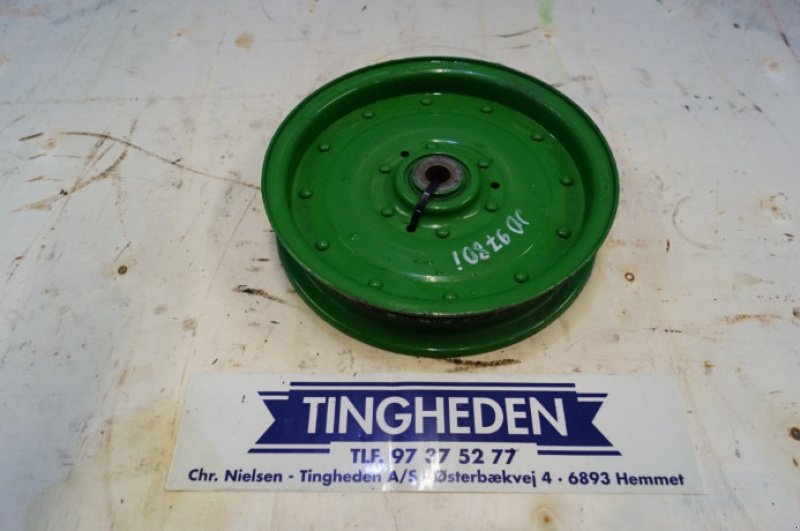 JD 9780i
TINGHEDEN
TLF. 97 37 52 77
Chr. Nielsen - Tingheden A/S - Østerbækvej 4 · 6893 Hemmet